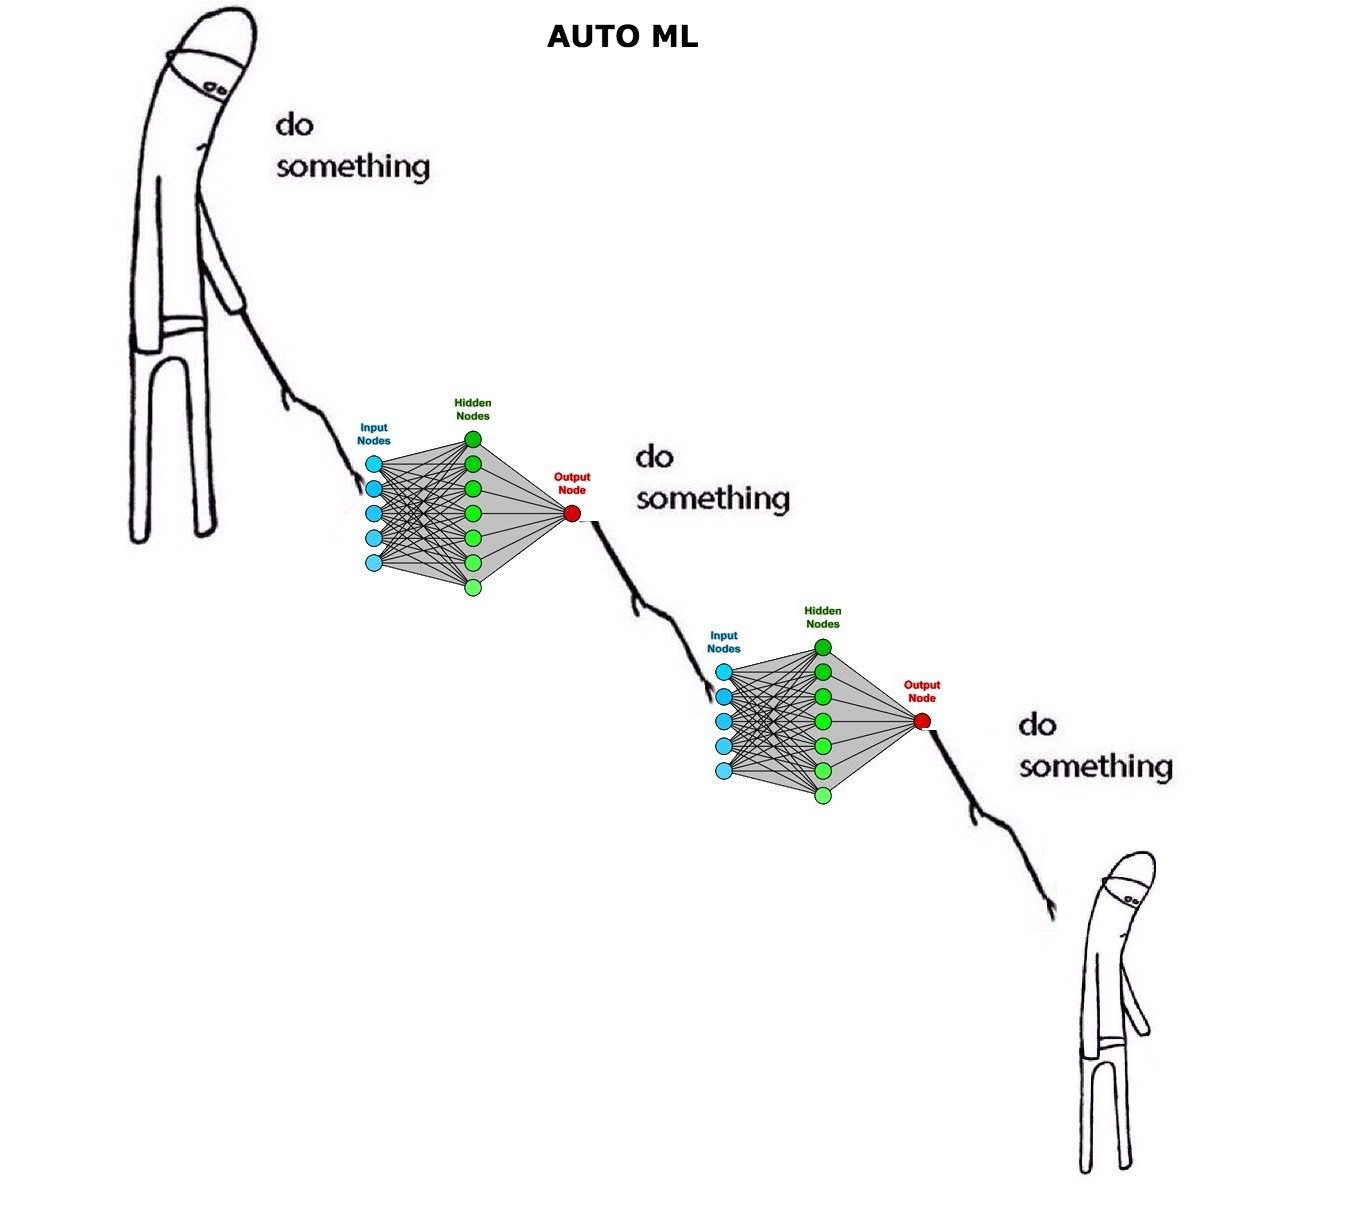 AUTO ML
do
something
Hidden
Nodes
Input
Nodes
Output
Node
do
something
Hidden
Nodes
Input
Nodes
Output
Node
do
something